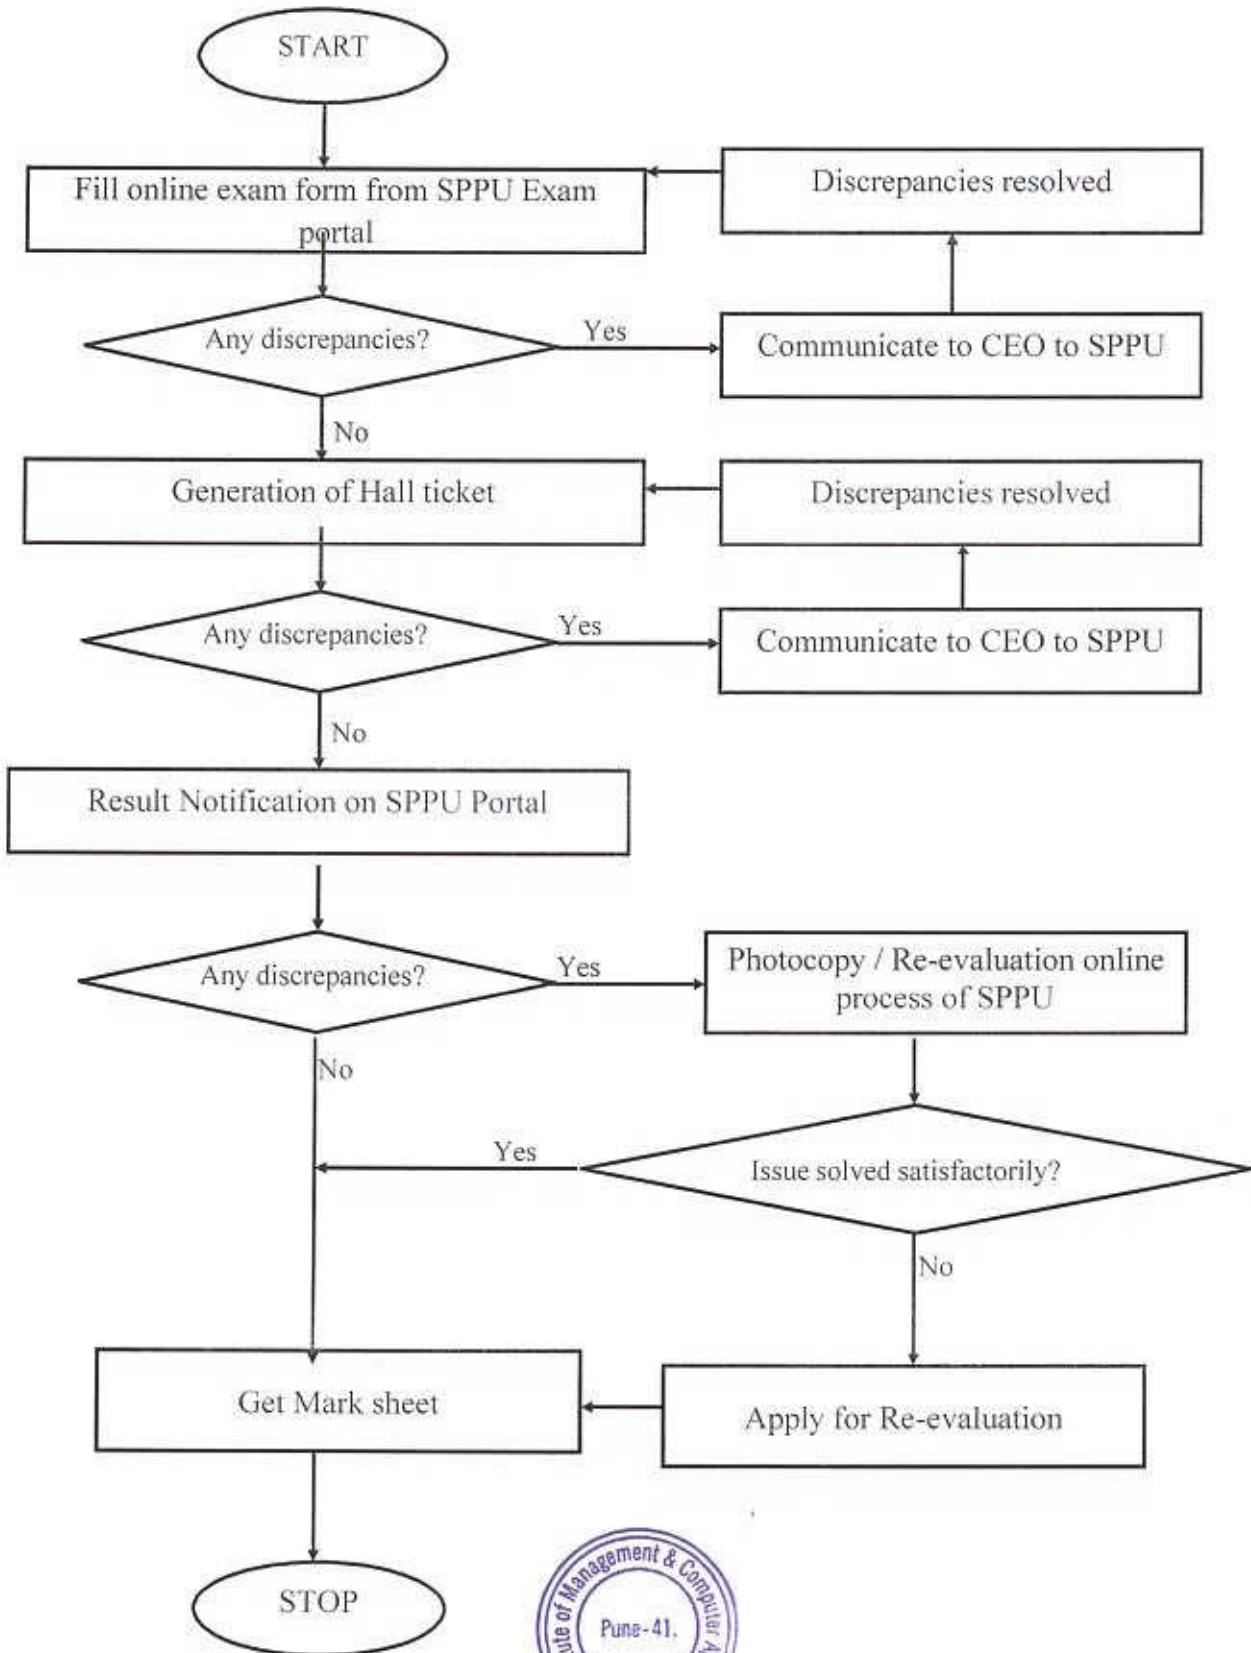 START
Fill online exam form from SPPU Exam
portal
Discrepancies resolved
Any discrepancies?
Yes
Communicate to CEO to SPPU
No
Generation of Hall ticket
Discrepancies resolved
Any discrepancies?
Yes
Communicate to CEO to SPPU
No
Result Notification on SPPU Portal
Any discrepancies?
Yes
Photocopy / Re-evaluation online
process of SPPU
No
Yes
Issue solved satisfactorily?
No
Get Mark sheet
Apply for Re-evaluation
STOP
of Management & Computer
Pune-41.